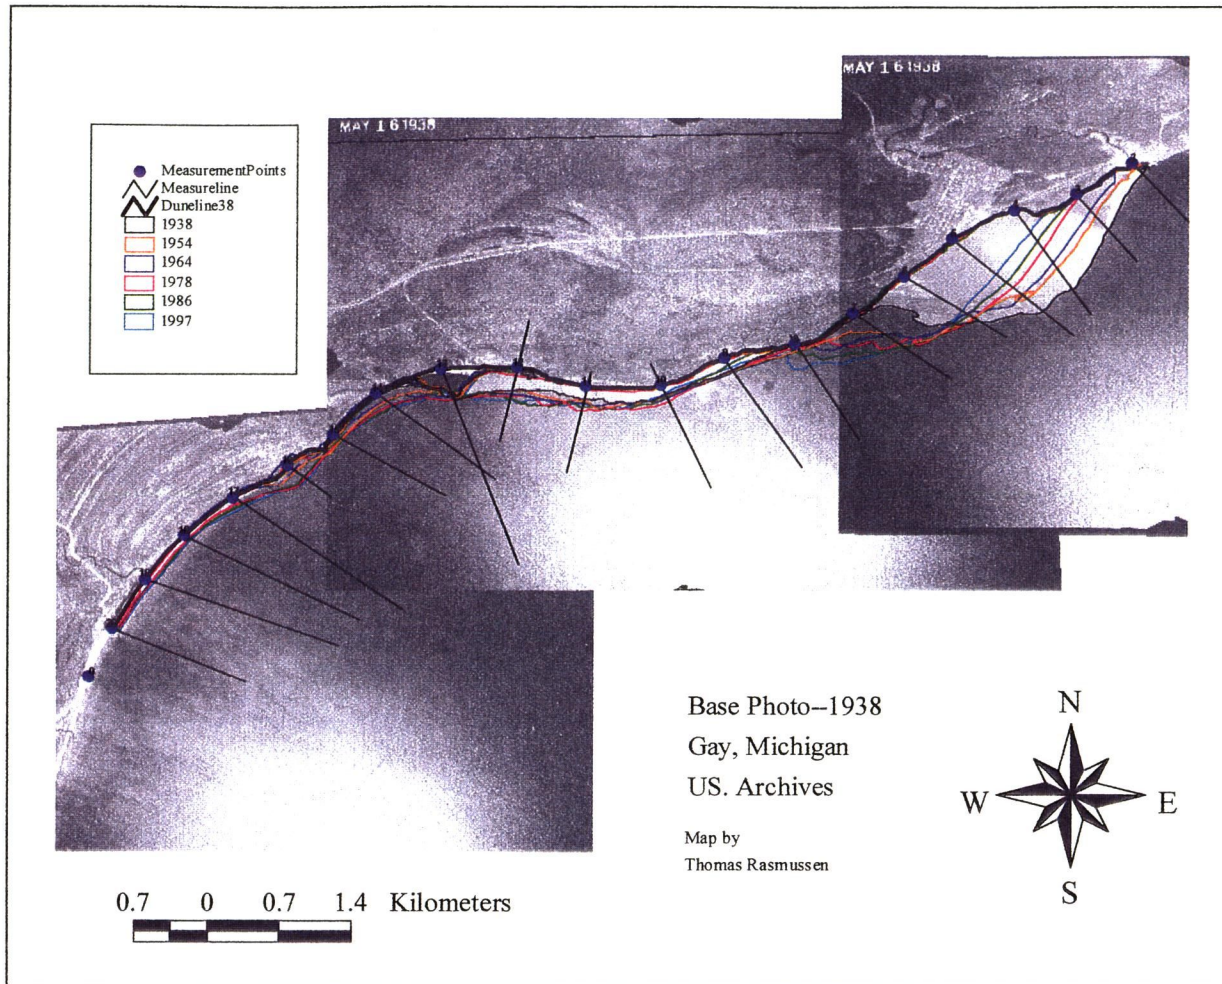 MAY 1 6 1938
MAY 1 6 1938
MeasurementPoints
Measureline
Duneline38
1938
1954
1964
1978
1986
1997
Base Photo--1938
Gay, Michigan
US. Archives
Map by
Thomas Rasmussen
N
W
E
S
0.7 0 0.7 1.4 Kilometers